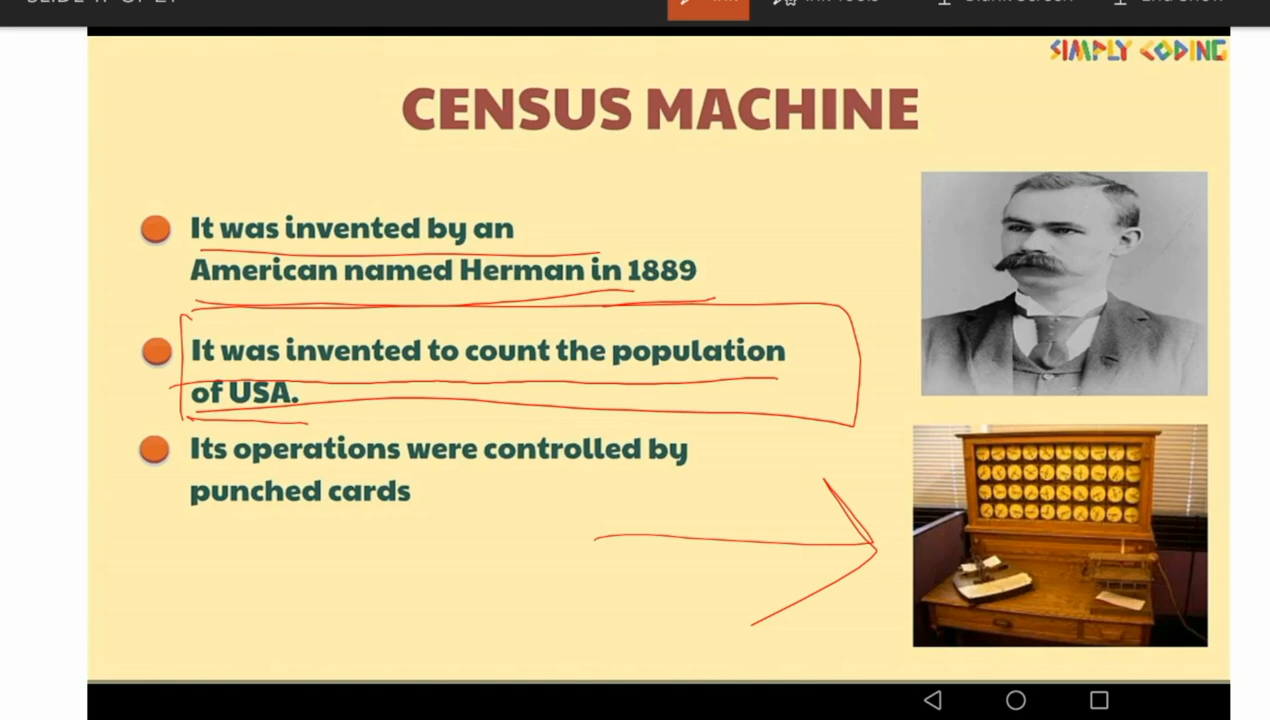 SIMPLY CODING
CENSUS MACHINE
It was invented by an
American named Herman in 1889
It was invented to count the population
of USA.
Its operations were controlled by
punched cards